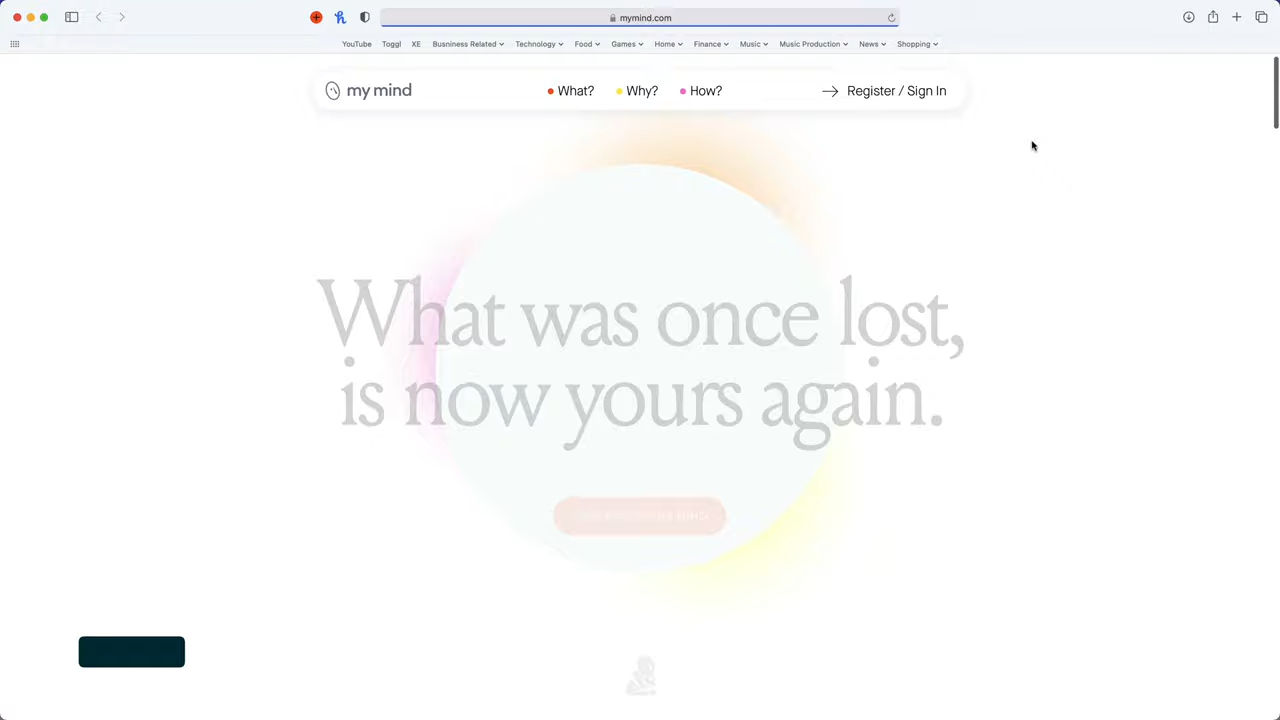 mymind.com
YouTube Toggl XE Busniness Related Technology Food Games Home Finance Music Music Production News Shopping
my mind What? Why? How? Register / Sign In
What was once lost,
is now yours again.